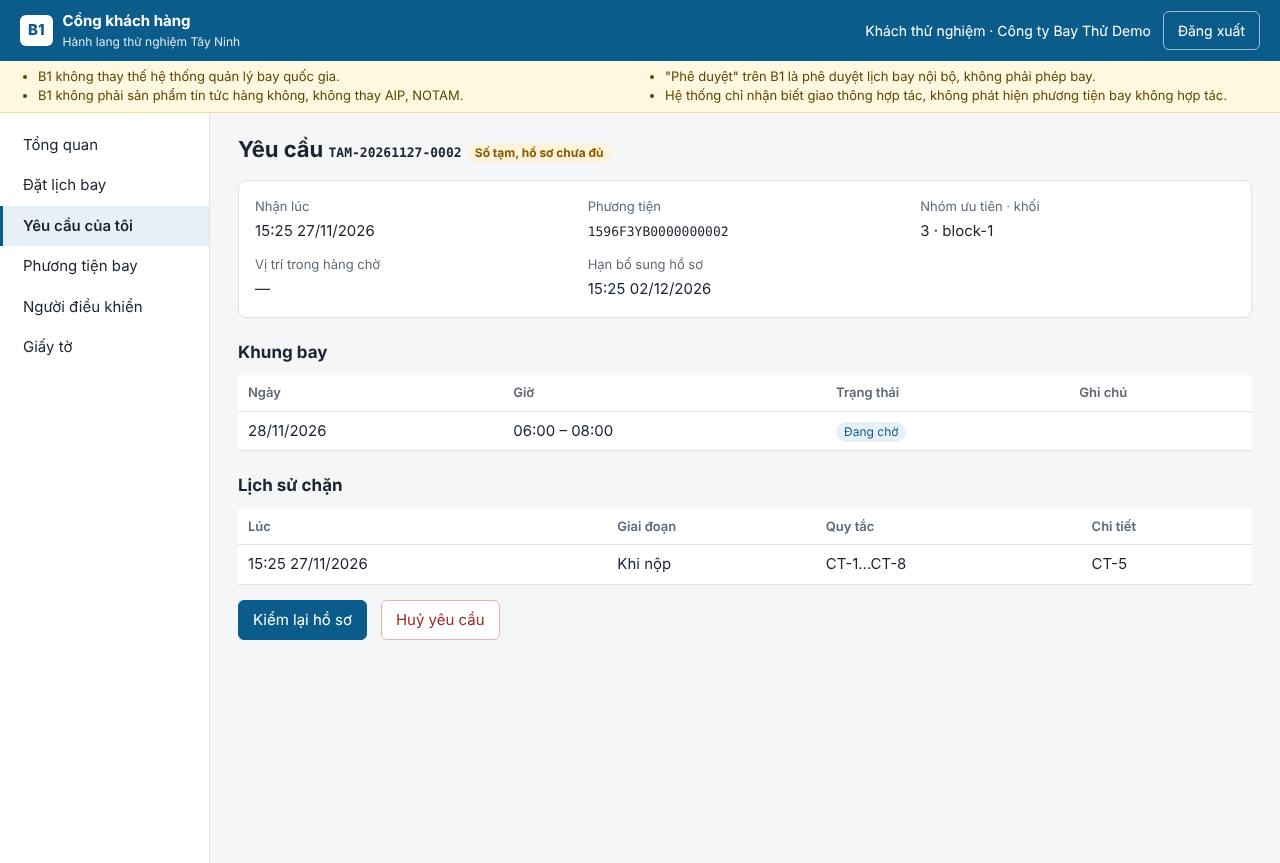 B1
Cổng khách hàng
Hành lang thử nghiệm Tây Ninh
Khách thử nghiệm · Công ty Bay Thử Demo
Đăng xuất
• B1 không thay thế hệ thống quản lý bay quốc gia.
• B1 không phải sản phẩm tin tức hàng không, không thay AIP, NOTAM.
• "Phê duyệt" trên B1 là phê duyệt lịch bay nội bộ, không phải phép bay.
• Hệ thống chỉ nhận biết giao thông hợp tác, không phát hiện phương tiện bay không hợp tác.
Tổng quan
Đặt lịch bay
Yêu cầu của tôi
Phương tiện bay
Người điều khiển
Giấy tờ
Yêu cầu TAM-20261127-0002 Số tạm, hồ sơ chưa đủ
Nhận lúc
15:25 27/11/2026
Phương tiện
1596F3YB0000000002
Nhóm ưu tiên · khối
3 · block-1
Vị trí trong hàng chờ
—
Hạn bổ sung hồ sơ
15:25 02/12/2026
Khung bay
Ngày Giờ Trạng thái Ghi chú
28/11/2026 06:00 – 08:00 Đang chờ
Lịch sử chặn
Lúc Giai đoạn Quy tắc Chi tiết
15:25 27/11/2026 Khi nộp CT-1…CT-8 CT-5
Kiểm lại hồ sơ
Huỷ yêu cầu